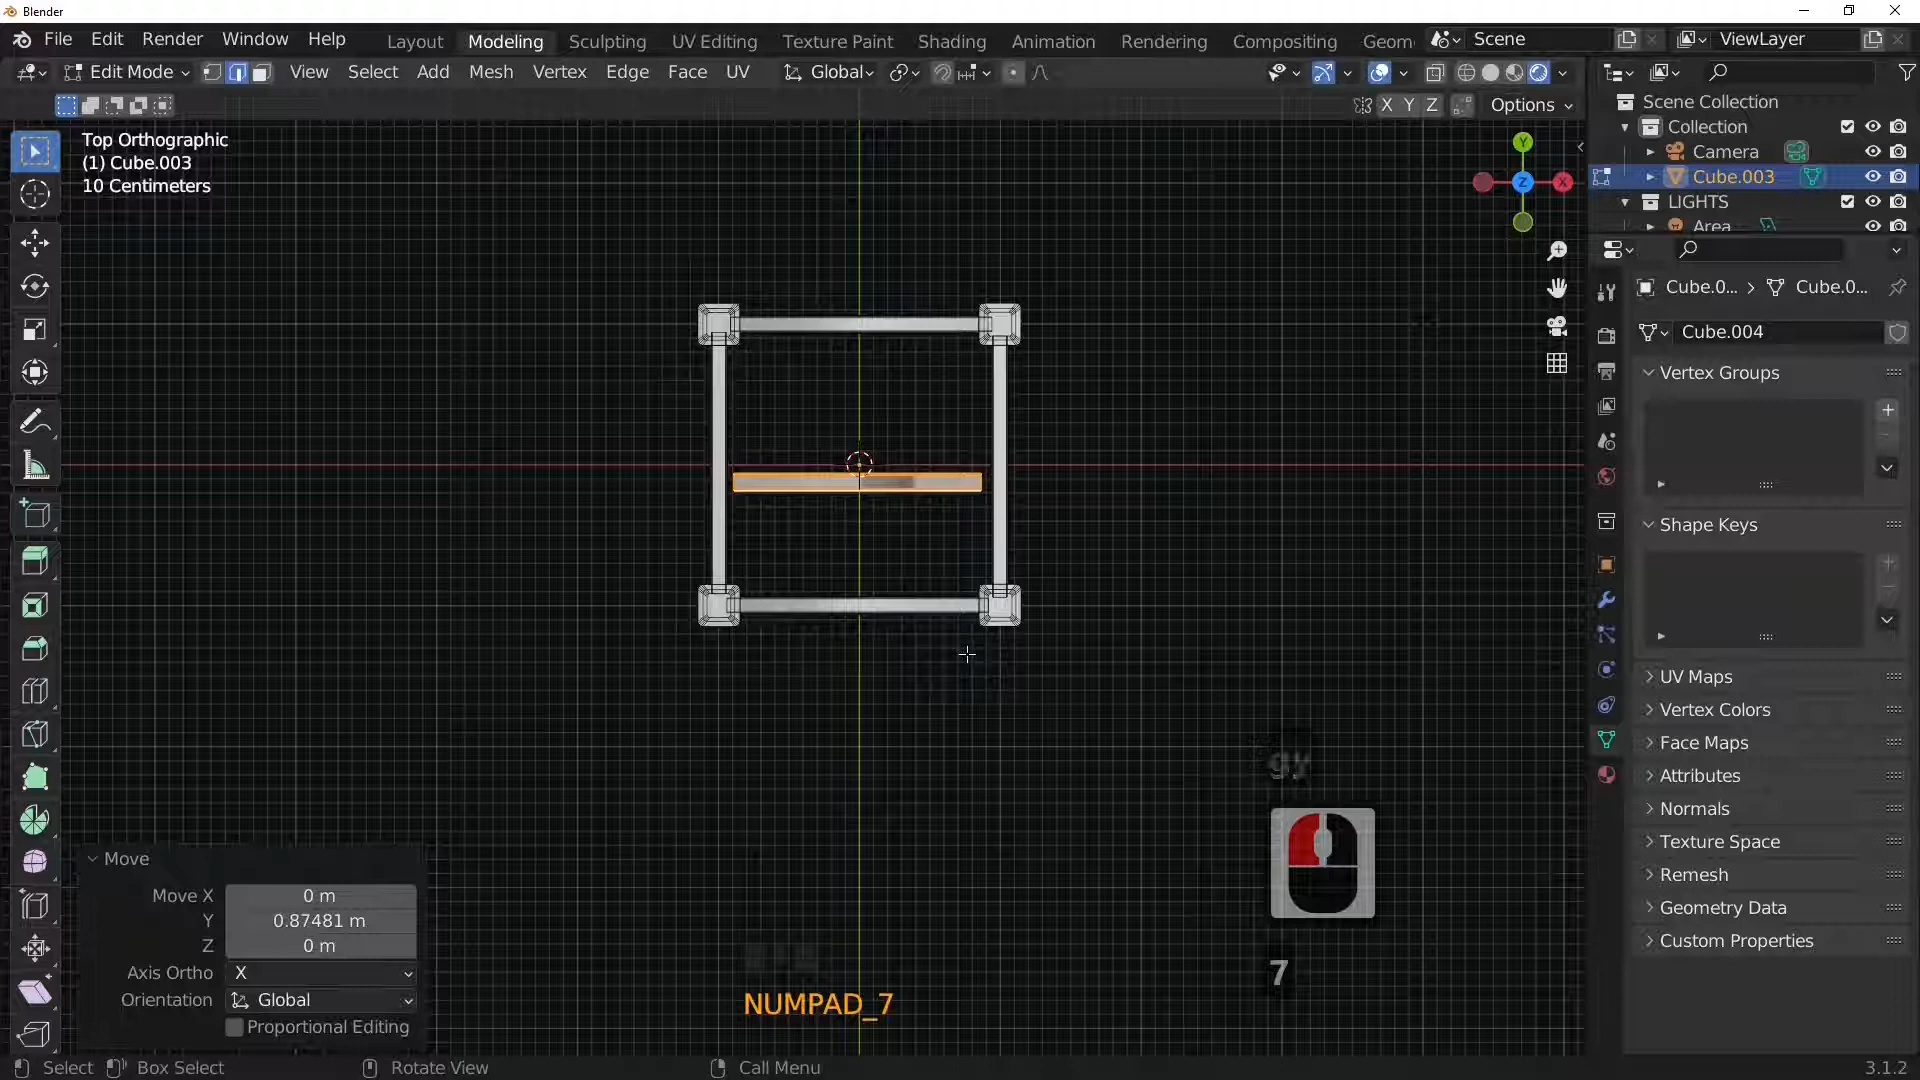 Blender
File Edit Render Window Help
Layout Modeling Sculpting UV Editing Texture Paint Shading Animation Rendering Compositing Geom
Scene
ViewLayer
Edit Mode
View Select Add Mesh Vertex Edge Face UV
Global
X Y Z
Options
Top Orthographic
(1) Cube.003
10 Centimeters
Y
Z
X
Scene Collection
Collection
Camera
Cube.003
LIGHTS
Area
Cube.0... > Cube.0...
Cube.004
Vertex Groups
Shape Keys
UV Maps
Vertex Colors
Face Maps
Attributes
Normals
Texture Space
Remesh
Geometry Data
Custom Properties
Move
Move X 0 m
Y 0.87481 m
Z 0 m
Axis Ortho X
Orientation Global
Proportional Editing
gy
7
NUMPAD_7
Select Box Select Rotate View Call Menu 3.1.2